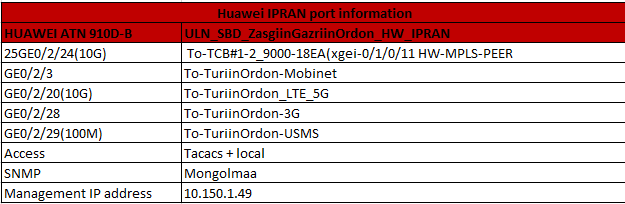 Huawei IPRAN port information
HUAWEI ATN 910D-B ULN_SBD_ZasgiinGazriinOrdon_HW_IPRAN
25GE0/2/24(10G) To-TCB#1-2_9000-18EA(xgei-0/1/0/11 HW-MPLS-PEER
GE0/2/3 To-TuriinOrdon-Mobinet
GE0/2/20(10G) To-TuriinOrdon_LTE_5G
GE0/2/28 To-TuriinOrdon-3G
GE0/2/29(100M) To-TuriinOrdon-USMS
Access Tacacs + local
SNMP Mongolmaa
Management IP address 10.150.1.49